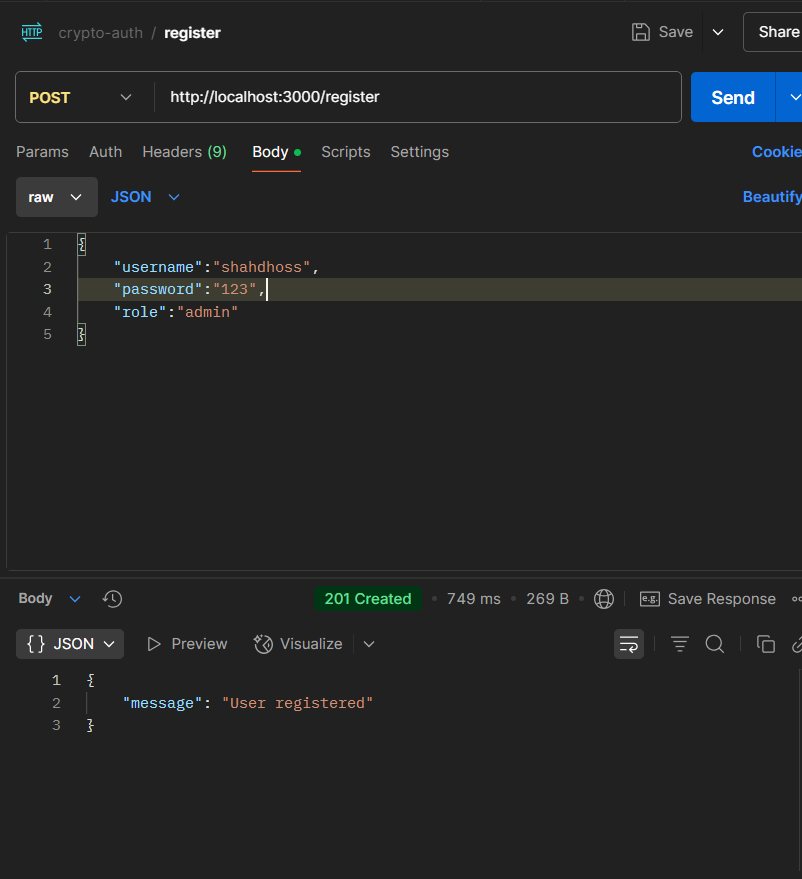 HTTP crypto-auth / register Save Share
POST http://localhost:3000/register Send
Params Auth Headers (9) Body Scripts Settings Cookie
raw JSON Beautify
1 {
2 "username":"shahdhoss",
3 "password":"123",
4 "role":"admin"
5 }
Body 201 Created • 749 ms • 269 B • e.g. Save Response
{} JSON Preview Visualize
1 {
2 "message": "User registered"
3 }